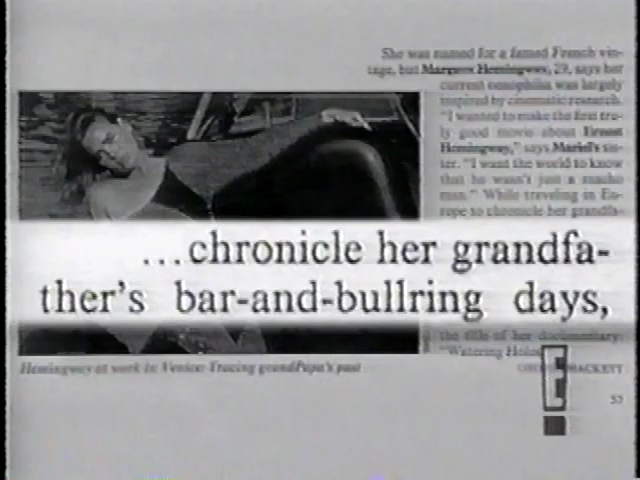 She was named for a famed French vin-
tage, but Margaux Hemingway, 29, says her
current oenophilia was largely
inspired by cinematic research.
"I wanted to make the first tru-
ly good movie about Ernest
Hemingway," says Mariel's sis-
ter. "I want the world to know
that he wasn't just a macho
man." While traveling in Eu-
rope to chronicle her grandfa-
...chronicle her grandfa-
ther's bar-and-bullring days,
the title of her documentary:
"Watering
Hemingway at work in Venice: Tracing grandPapa's past
HACKETT
E